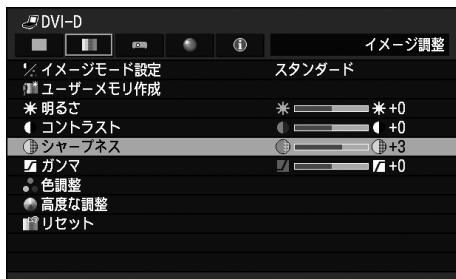 DVI-D
イメージ調整
イメージモード設定 スタンダード
ユーザーメモリ作成
明るさ +0
コントラスト +0
シャープネス +3
ガンマ +0
色調整
高度な調整
リセット